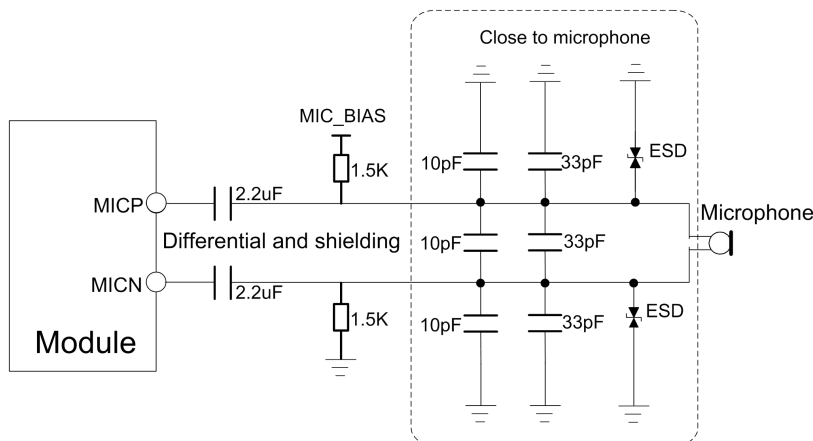 Close to microphone
MIC_BIAS
1.5K
10pF
33pF
ESD
MICP
2.2uF
Microphone
Differential and shielding
10pF
33pF
MICN
2.2uF
1.5K
10pF
33pF
ESD
Module